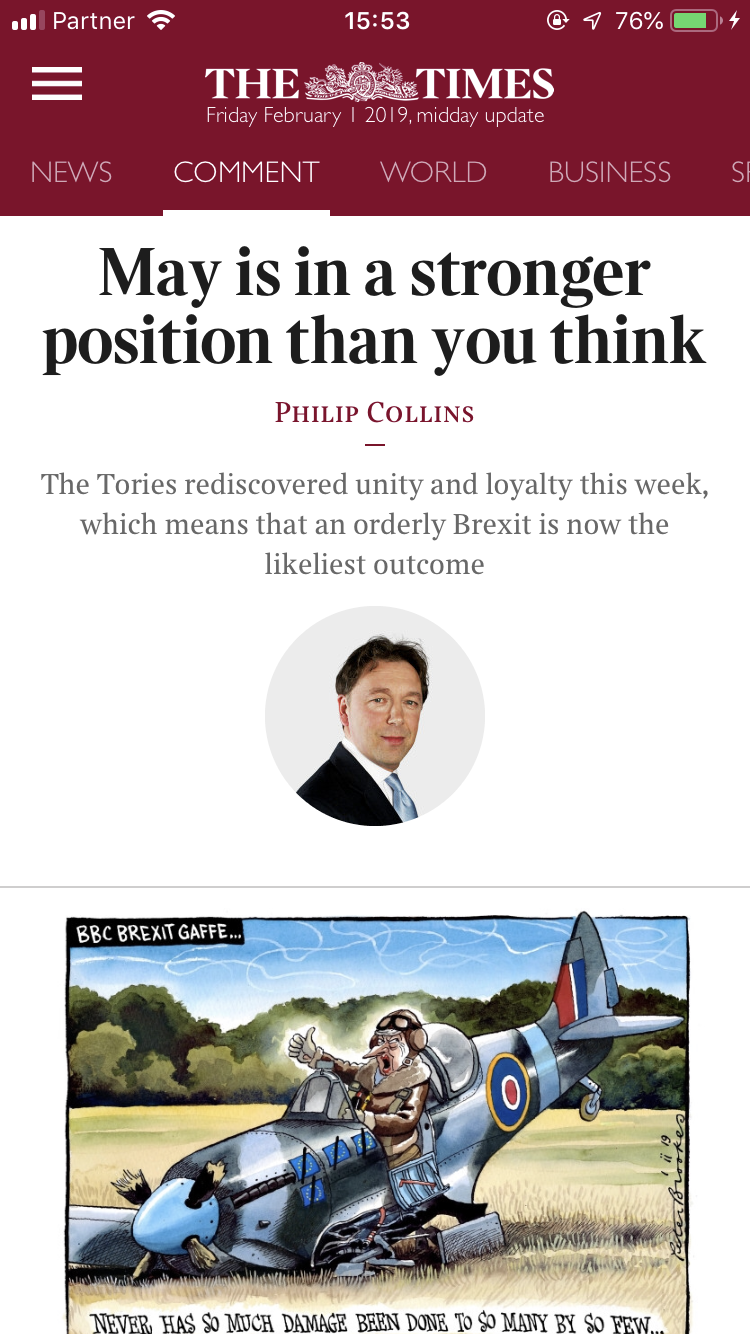 Partner 15:53 76%
THE TIMES
Friday February 1 2019, midday update
NEWS COMMENT WORLD BUSINESS
May is in a stronger
position than you think
PHILIP COLLINS
The Tories rediscovered unity and loyalty this week,
which means that an orderly Brexit is now the
likeliest outcome
BBC BREXIT GAFFE...
Peter Brookes 1 ii 19
NEVER HAS SO MUCH DAMAGE BEEN DONE TO SO MANY BY SO FEW...